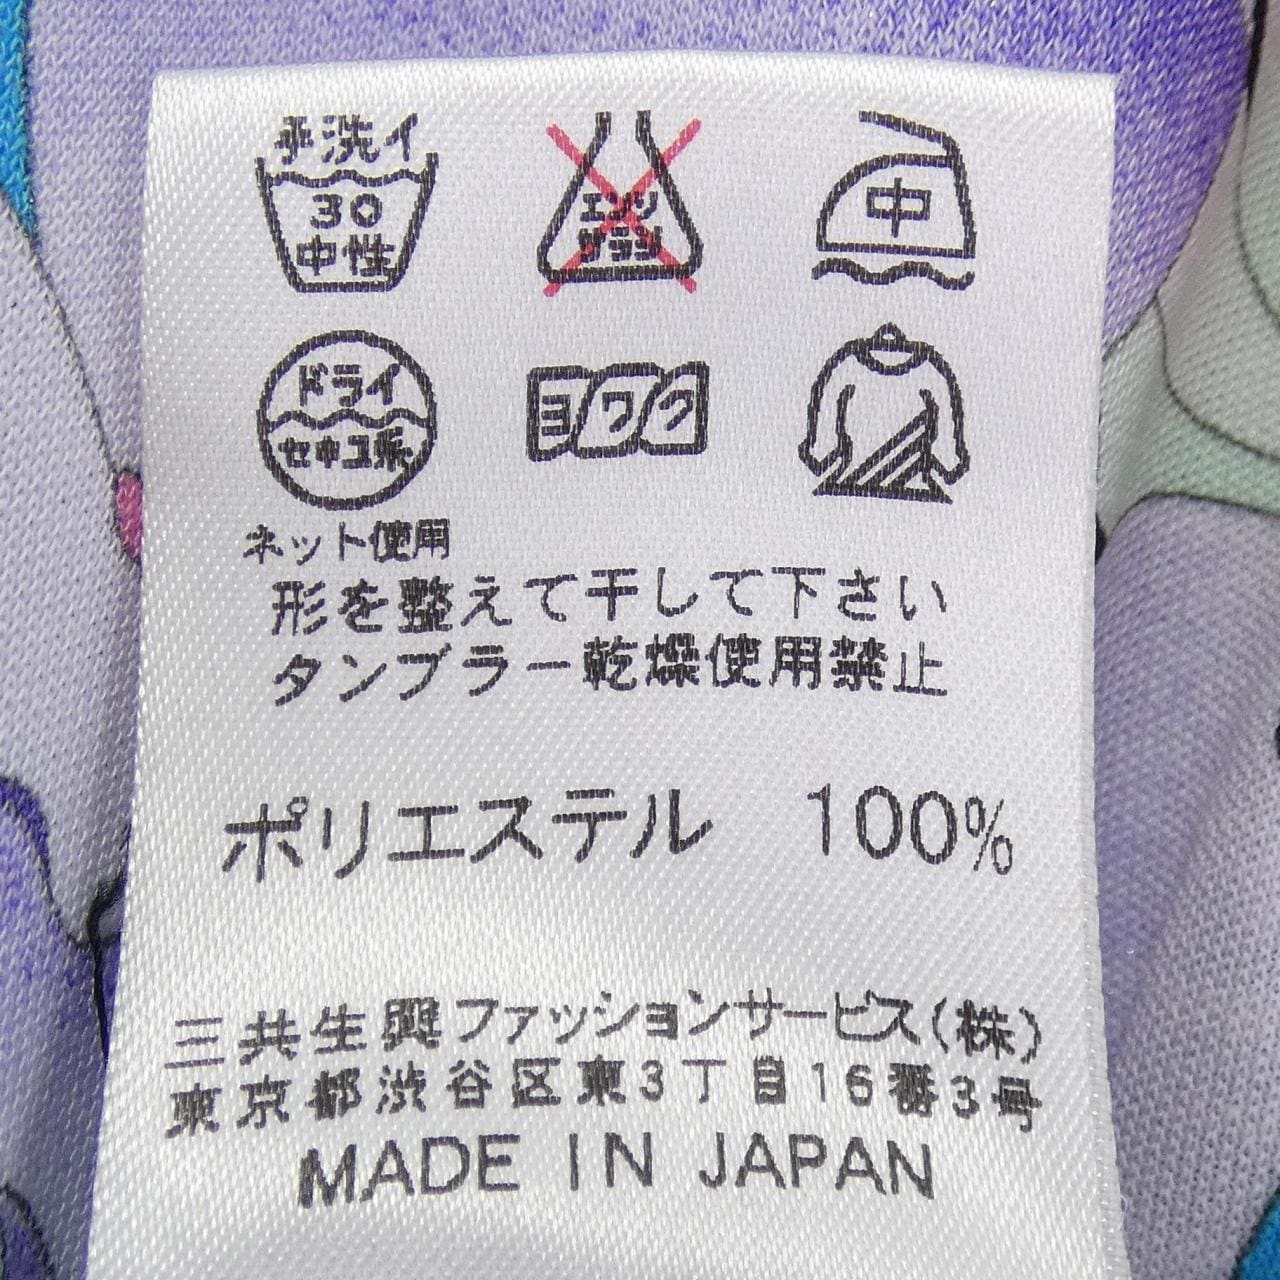 手洗イ
30
中性
エンソ
サラシ
中
ドライ
セキユ系
ヨワク
ネット使用
形を整えて干して下さい
タンブラー乾燥使用禁止
ポリエステル 100%
三共生興ファッションサービス(株)
東京都渋谷区東3丁目16番3号
MADE IN JAPAN